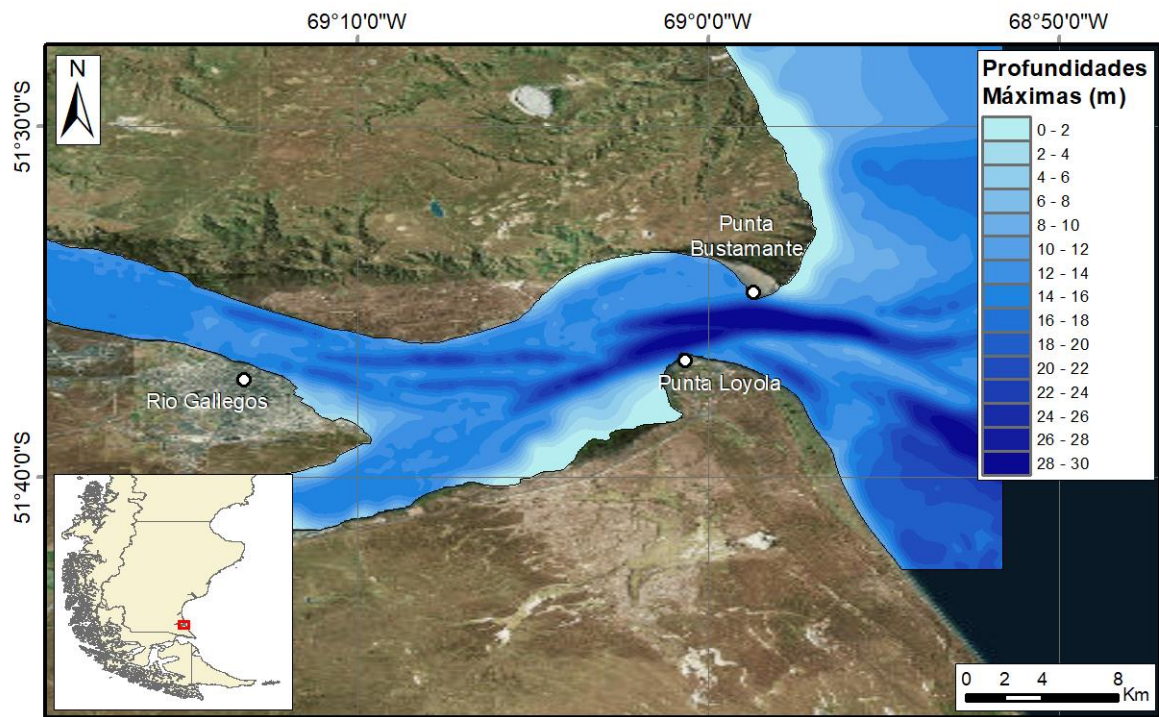 69°10'0"W
69°0'0"W
68°50'0"W
N
Profundidades
Máximas (m)
0 - 2
2 - 4
4 - 6
6 - 8
8 - 10
10 - 12
12 - 14
14 - 16
16 - 18
18 - 20
20 - 22
22 - 24
24 - 26
26 - 28
28 - 30
51°30'0"S
Punta
Bustamante
Punta Loyola
Rio Gallegos
51°40'0"S
0 2 4 8
Km